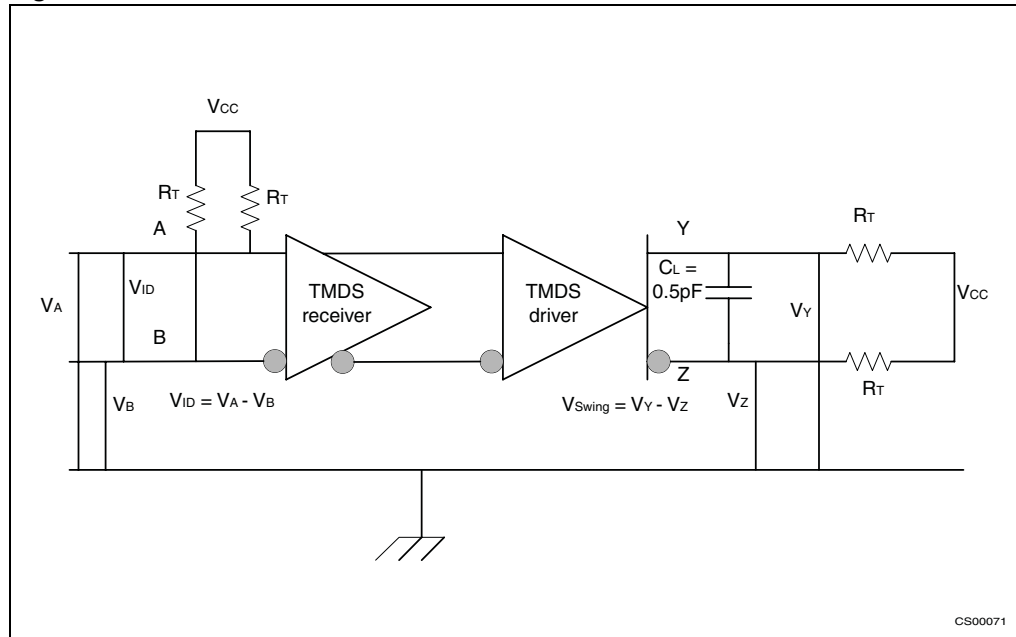 VCC
RT
RT
A
Y
RT
CL =
0.5pF
TMDS
receiver
TMDS
driver
VID
VA
VY
VCC
B
Z
RT
VB
VID = VA - VB
VSwing = VY - VZ
VZ
CS00071